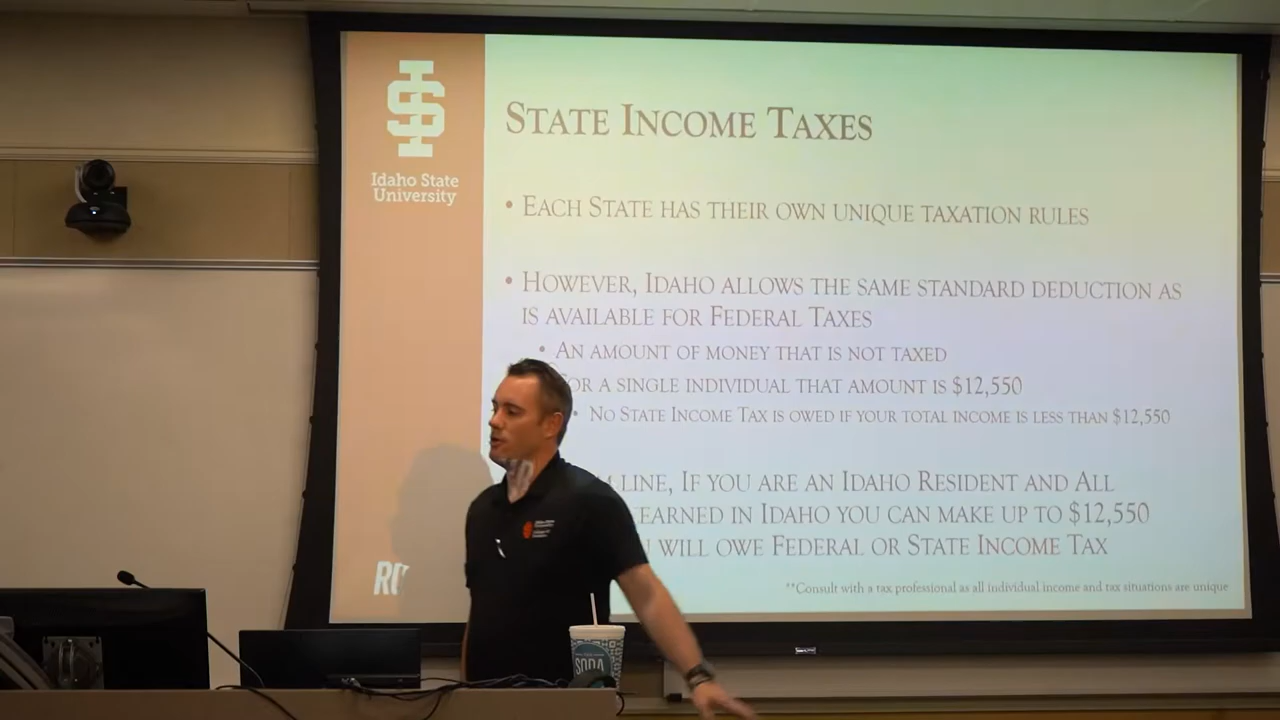 Idaho State
University
STATE INCOME TAXES
• EACH STATE HAS THEIR OWN UNIQUE TAXATION RULES
• HOWEVER, IDAHO ALLOWS THE SAME STANDARD DEDUCTION AS
IS AVAILABLE FOR FEDERAL TAXES
• AN AMOUNT OF MONEY THAT IS NOT TAXED
OR A SINGLE INDIVIDUAL THAT AMOUNT IS $12,550
• NO STATE INCOME TAX IS OWED IF YOUR TOTAL INCOME IS LESS THAN $12,550
LINE, IF YOU ARE AN IDAHO RESIDENT AND ALL
EARNED IN IDAHO YOU CAN MAKE UP TO $12,550
WILL OWE FEDERAL OR STATE INCOME TAX
**Consult with a tax professional as all individual income and tax situations are unique
Idaho State
University
SODA